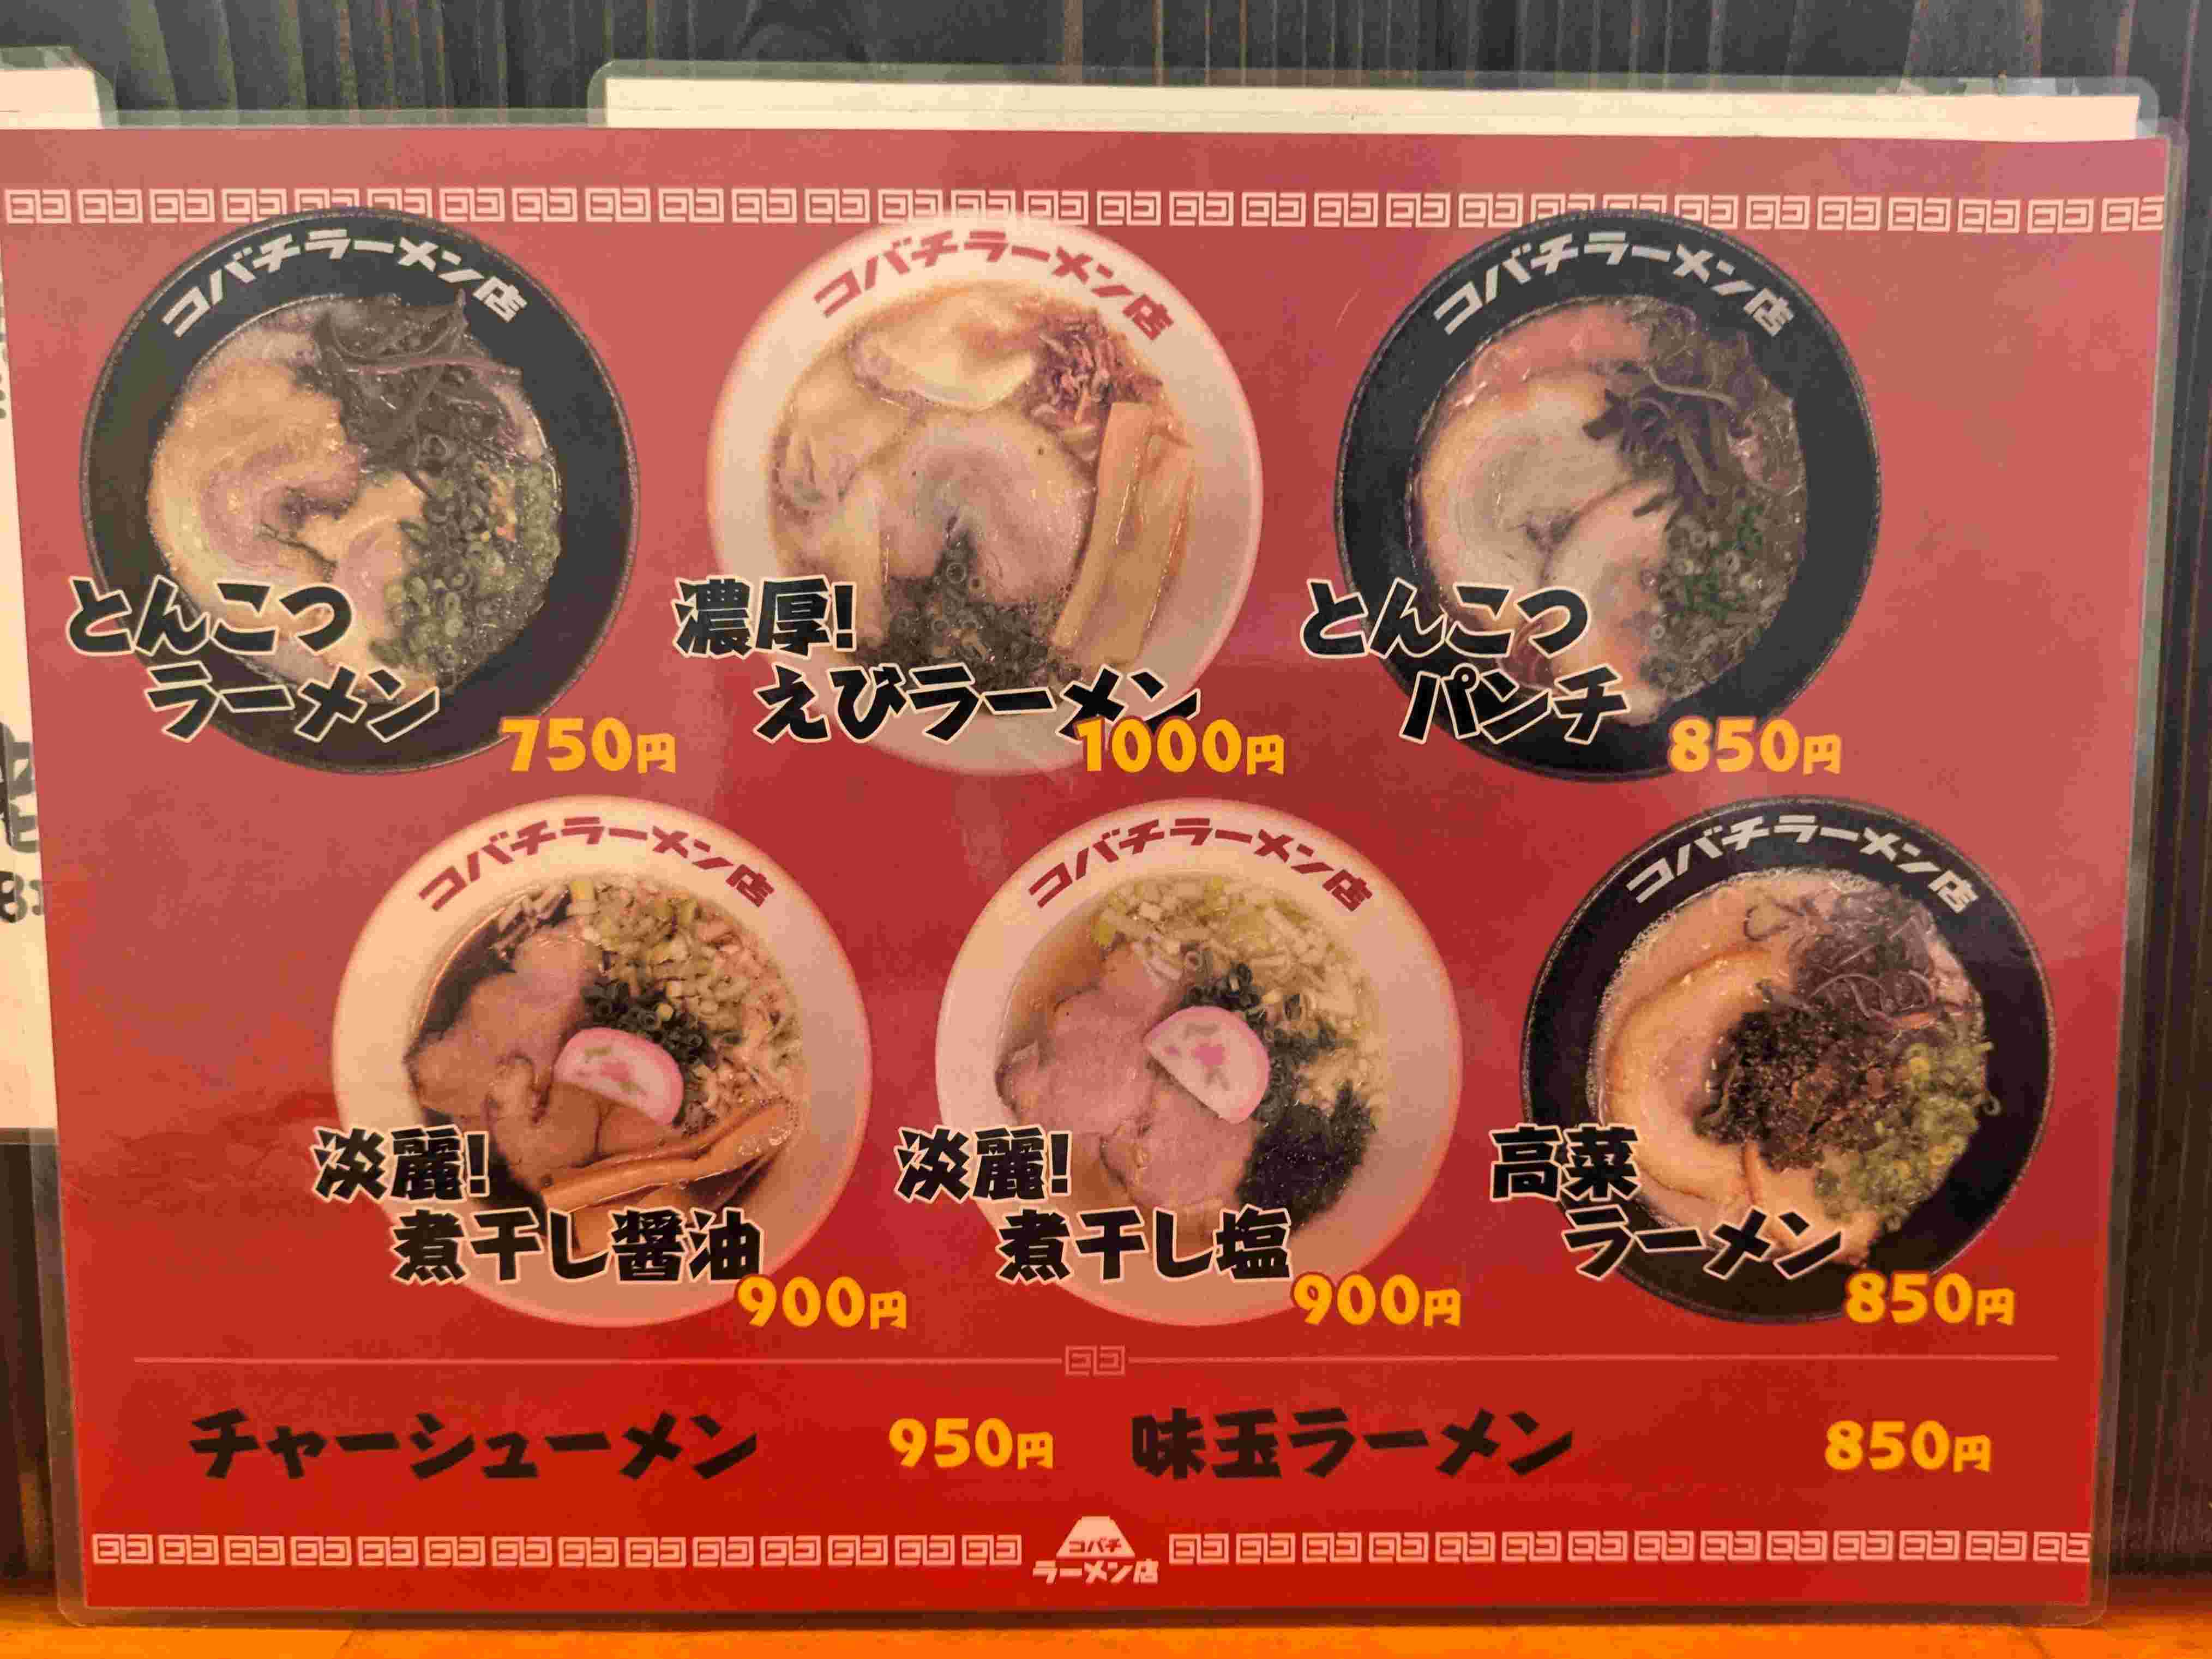 コバチラーメン店
コバチラーメン店
コバチラーメン店
とんこつ
ラーメン
750円
濃厚!
えびラーメン
1000円
とんこつ
パンチ
850円
コバチラーメン店
コバチラーメン店
コバチラーメン店
淡麗!
煮干し醤油
900円
淡麗!
煮干し塩
900円
高菜
ラーメン
850円
チャーシューメン 950円
味玉ラーメン 850円
コバチ
ラーメン店